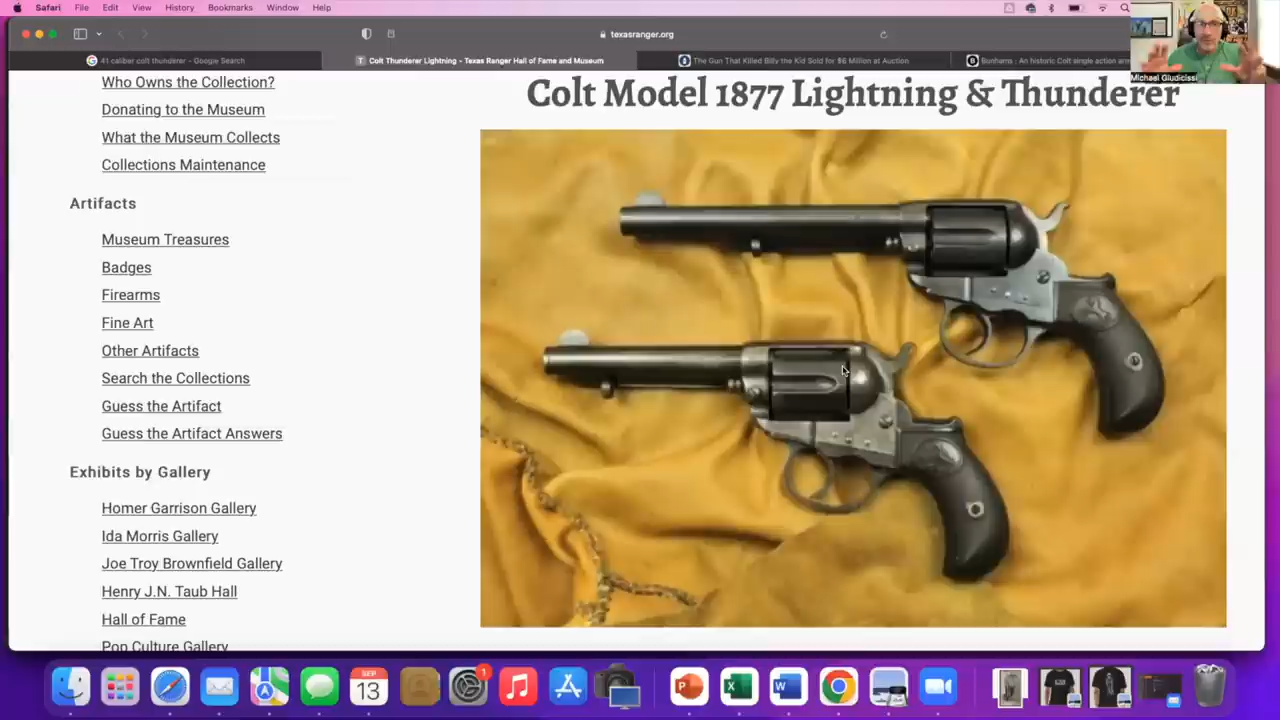 Safari File Edit View History Bookmarks Window Help
texasranger.org
41 caliber colt thunderer - Google Search
Colt Thunderer Lightning - Texas Ranger Hall of Fame and Museum
The Gun That Killed Billy the Kid Sold for $6 Million at Auction
Bonhams : An historic Colt single action arm
Michael Giudicissi
Who Owns the Collection?
Donating to the Museum
What the Museum Collects
Collections Maintenance
Artifacts
Museum Treasures
Badges
Firearms
Fine Art
Other Artifacts
Search the Collections
Guess the Artifact
Guess the Artifact Answers
Exhibits by Gallery
Homer Garrison Gallery
Ida Morris Gallery
Joe Troy Brownfield Gallery
Henry J.N. Taub Hall
Hall of Fame
Pop Culture Gallery
Colt Model 1877 Lightning & Thunderer
SEP
13
1